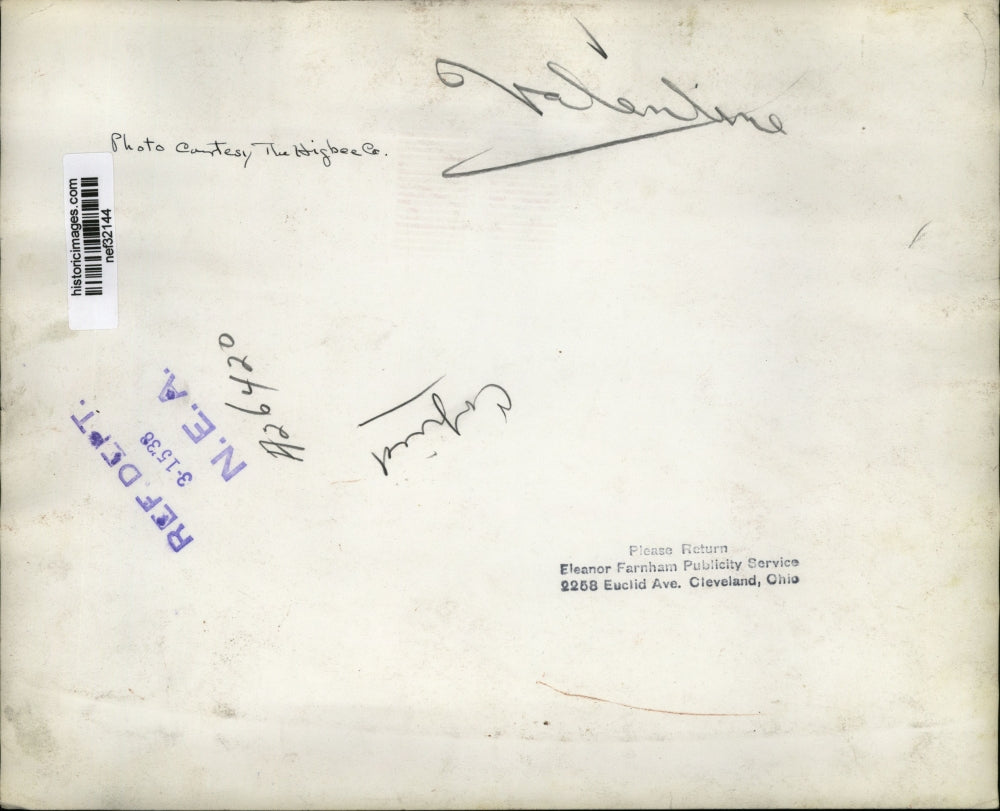 Valentine
Photo Courtesy The Higbee Co.
historicimages.com
nef32144
H26420
REF. DEPT.
3-15-38
N.E.A.
Please Return
Eleanor Farnham Publicity Service
2258 Euclid Ave. Cleveland, Ohio